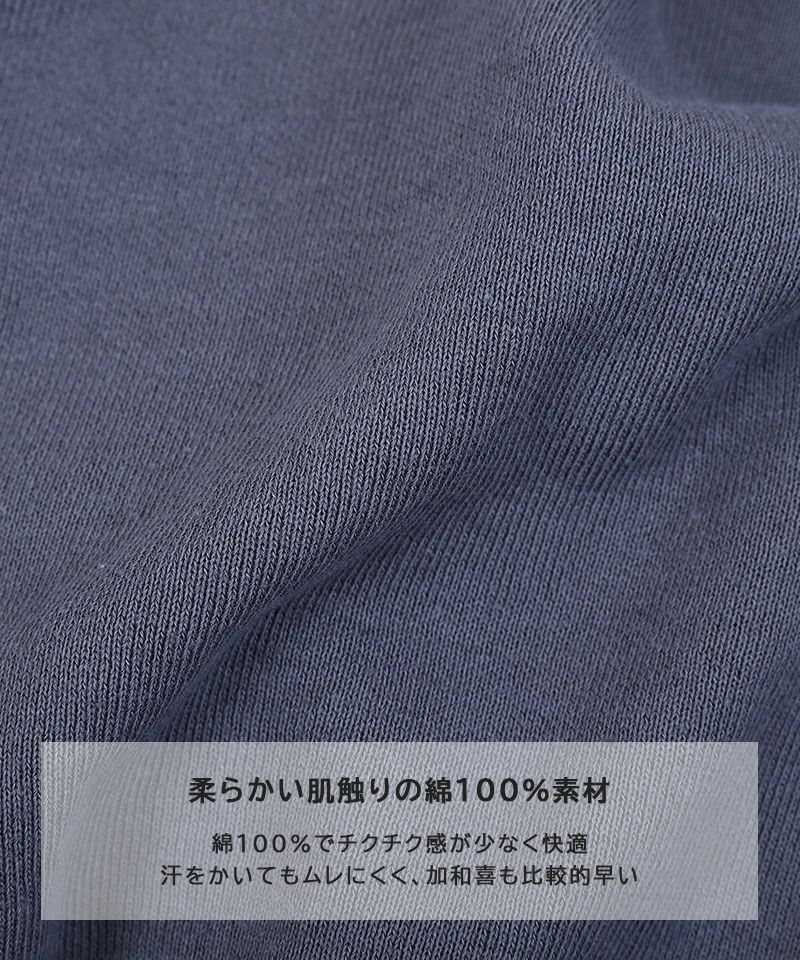 柔らかい肌触りの綿100%素材
綿100%でチクチク感が少なく快適
汗をかいてもムレにくく、加和喜も比較的早い